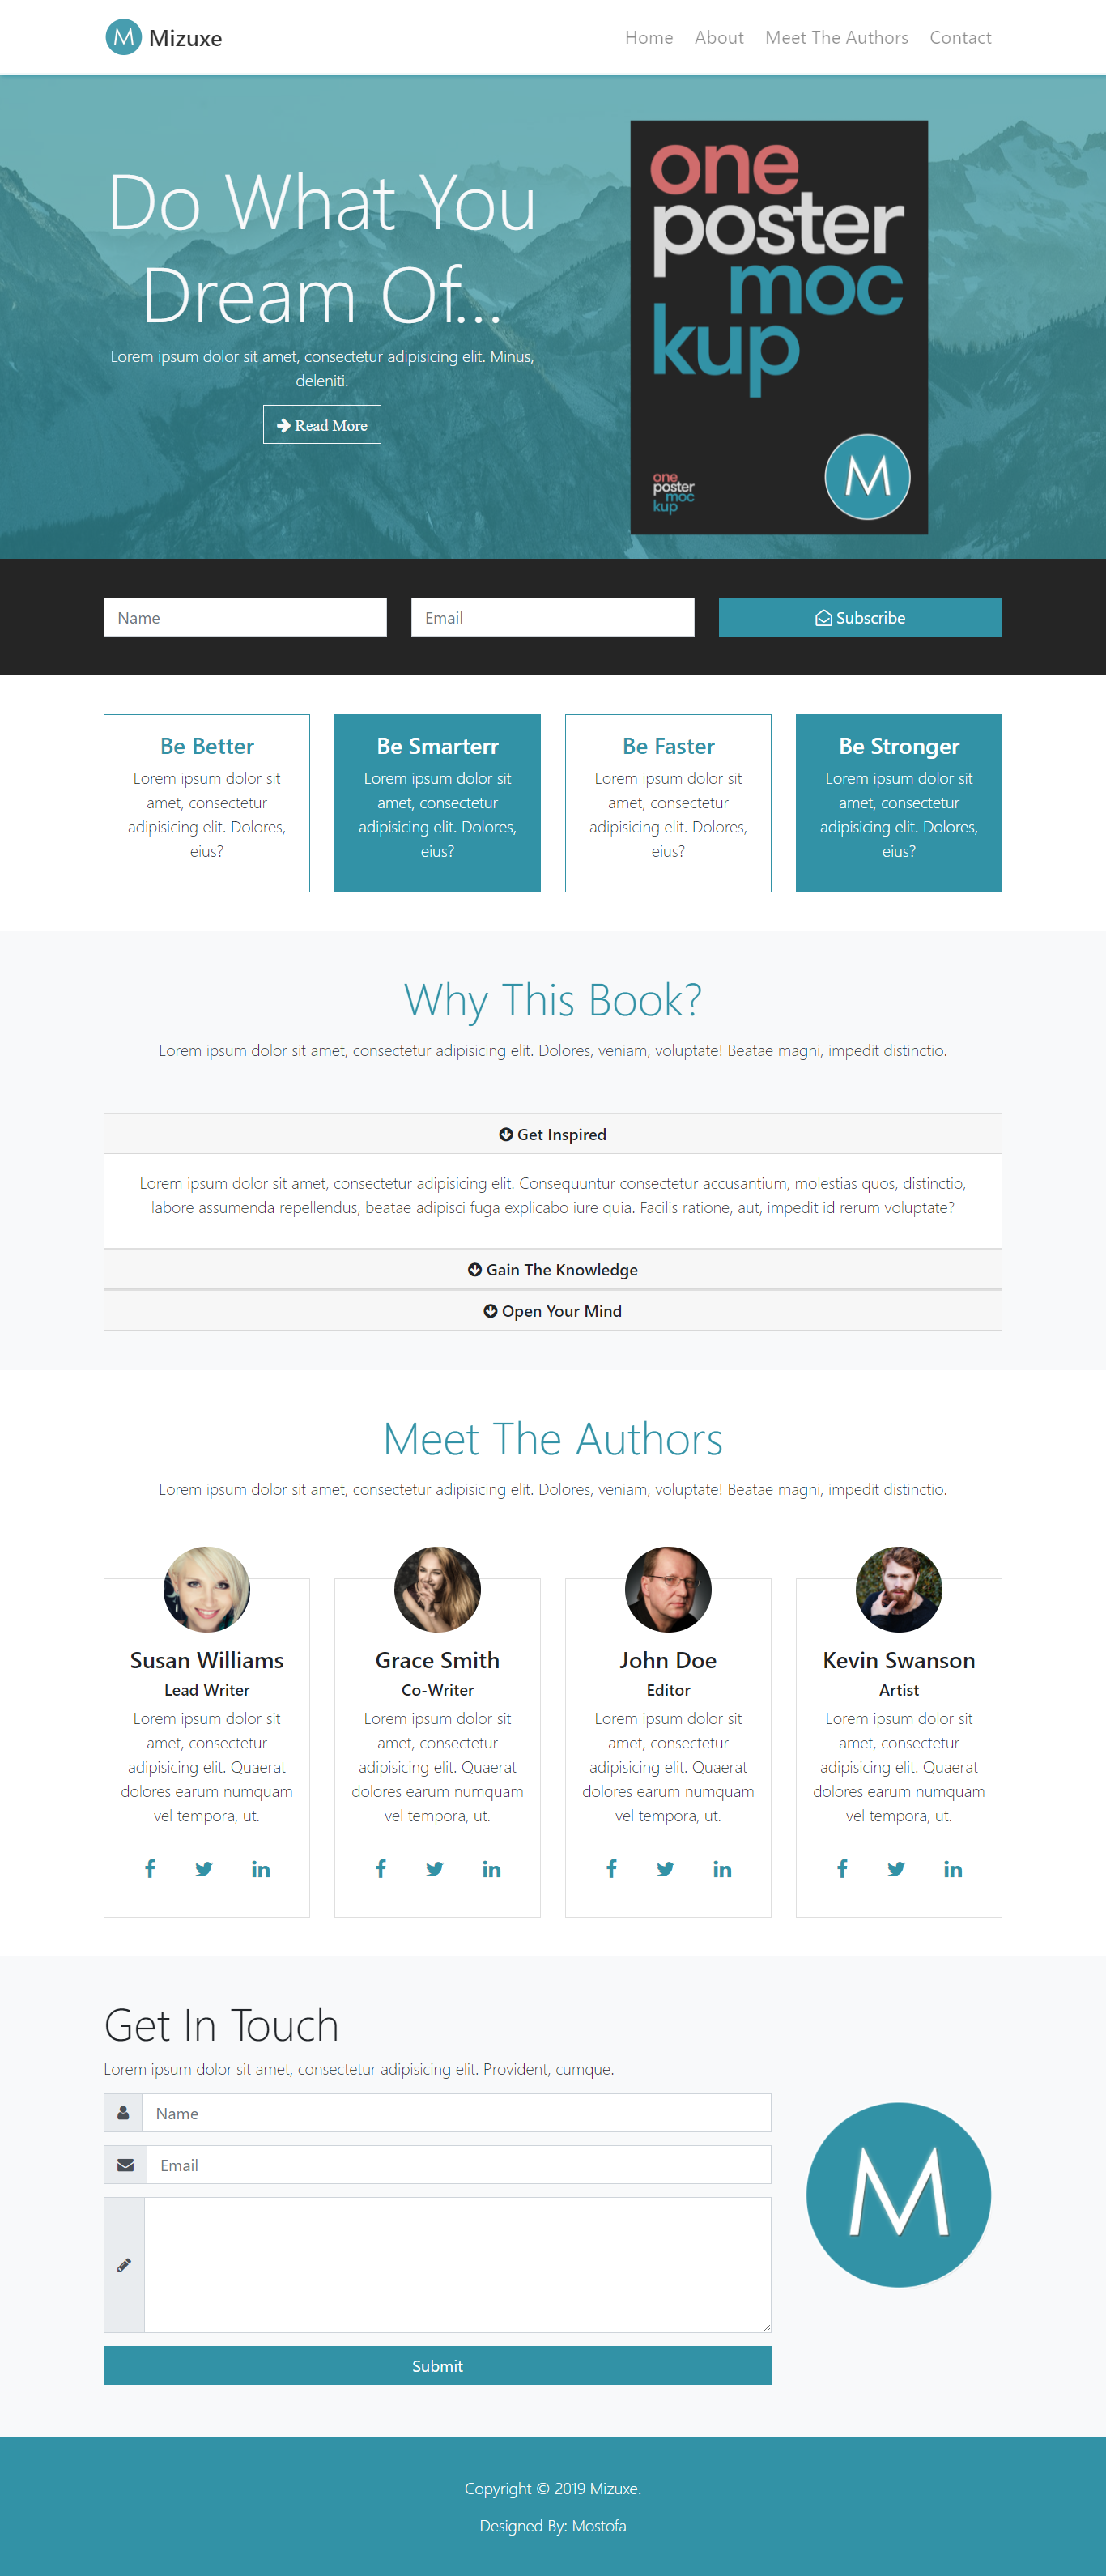 M Mizuxe
Home About Meet The Authors Contact
Do What You
Dream Of...
Lorem ipsum dolor sit amet, consectetur adipisicing elit. Minus,
deleniti.
Read More
one
poster
moc
kup
one
poster
moc
kup
M
Name
Email
Subscribe
Be Better
Lorem ipsum dolor sit
amet, consectetur
adipisicing elit. Dolores,
eius?
Be Smarterr
Lorem ipsum dolor sit
amet, consectetur
adipisicing elit. Dolores,
eius?
Be Faster
Lorem ipsum dolor sit
amet, consectetur
adipisicing elit. Dolores,
eius?
Be Stronger
Lorem ipsum dolor sit
amet, consectetur
adipisicing elit. Dolores,
eius?
Why This Book?
Lorem ipsum dolor sit amet, consectetur adipisicing elit. Dolores, veniam, voluptate! Beatae magni, impedit distinctio.
Get Inspired
Lorem ipsum dolor sit amet, consectetur adipisicing elit. Consequuntur consectetur accusantium, molestias quos, distinctio,
labore assumenda repellendus, beatae adipisci fuga explicabo iure quia. Facilis ratione, aut, impedit id rerum voluptate?
Gain The Knowledge
Open Your Mind
Meet The Authors
Lorem ipsum dolor sit amet, consectetur adipisicing elit. Dolores, veniam, voluptate! Beatae magni, impedit distinctio.
Susan Williams
Lead Writer
Lorem ipsum dolor sit
amet, consectetur
adipisicing elit. Quaerat
dolores earum numquam
vel tempora, ut.
Grace Smith
Co-Writer
Lorem ipsum dolor sit
amet, consectetur
adipisicing elit. Quaerat
dolores earum numquam
vel tempora, ut.
John Doe
Editor
Lorem ipsum dolor sit
amet, consectetur
adipisicing elit. Quaerat
dolores earum numquam
vel tempora, ut.
Kevin Swanson
Artist
Lorem ipsum dolor sit
amet, consectetur
adipisicing elit. Quaerat
dolores earum numquam
vel tempora, ut.
Get In Touch
Lorem ipsum dolor sit amet, consectetur adipisicing elit. Provident, cumque.
Name
Email
M
Submit
Copyright © 2019 Mizuxe.
Designed By: Mostofa